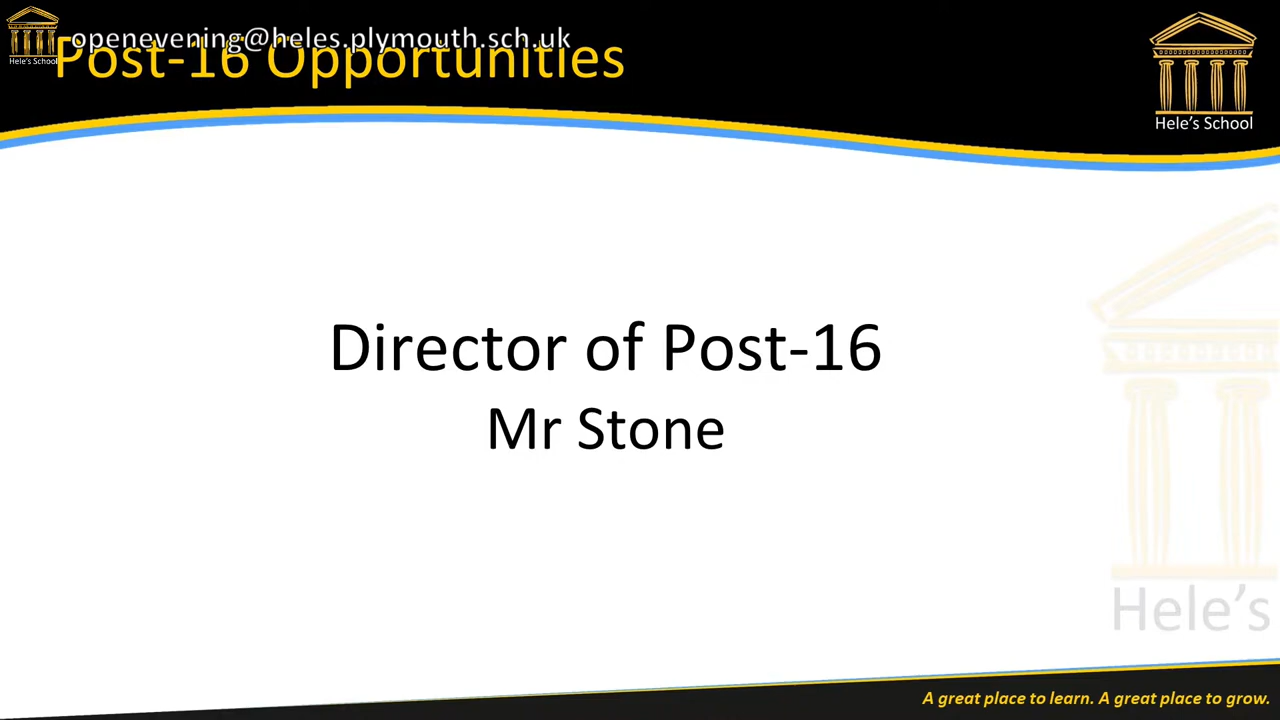 openevening@heles.plymouth.sch.uk
Hele's School
Post-16 Opportunities
Hele's School
Director of Post-16
Mr Stone
Hele's
A great place to learn. A great place to grow.